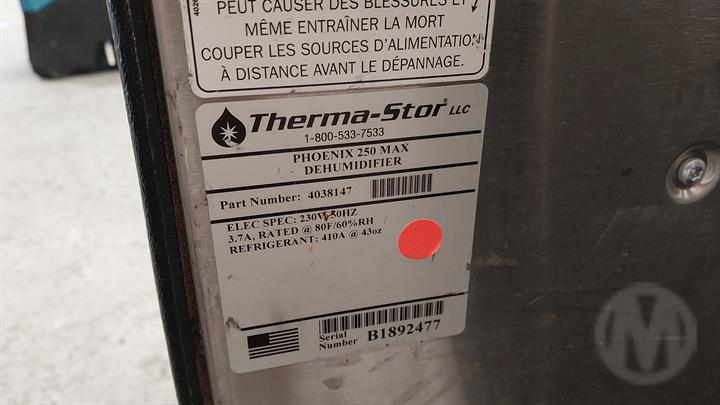 PEUT CAUSER DES BLESSURES ET
MÊME ENTRAÎNER LA MORT
COUPER LES SOURCES D'ALIMENTATION
À DISTANCE AVANT LE DÉPANNAGE.
Therma-Stor® LLC
1-800-533-7533
PHOENIX 250 MAX
DEHUMIDIFIER
Part Number: 4038147
ELEC SPEC: 230V 50HZ
3.7A, RATED @ 80F/60%RH
REFRIGERANT: 410A @ 43oz
Serial
Number B1892477
M